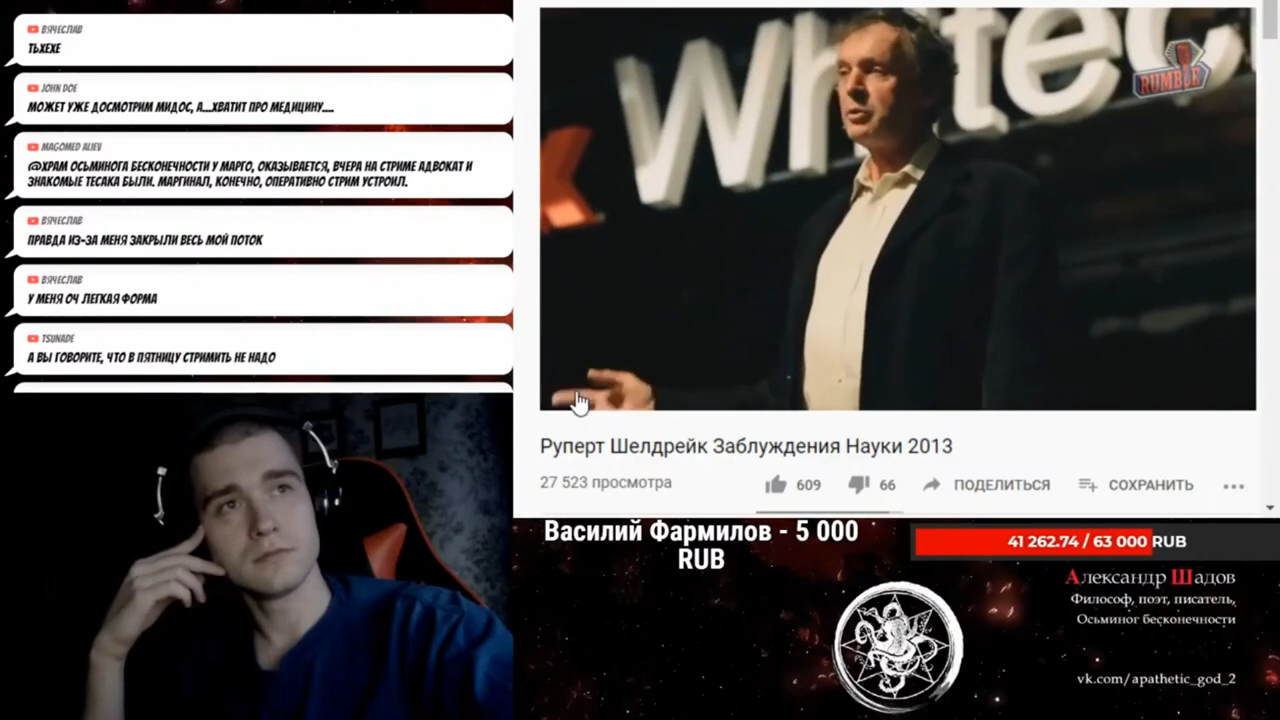 ВЯЧЕСЛАВ
ТЬХЕХЕ
JOHN DOE
МОЖЕТ УЖЕ ДОСМОТРИМ МИДОС, А...ХВАТИТ ПРО МЕДИЦИНУ....
MAGOMED ALIEV
@ХРАМ ОСЬМИНОГА БЕСКОНЕЧНОСТИ У МАРГО, ОКАЗЫВАЕТСЯ, ВЧЕРА НА СТРИМЕ АДВОКАТ И
ЗНАКОМЫЕ ТЕСАКА БЫЛИ. МАРГИНАЛ, КОНЕЧНО, ОПЕРАТИВНО СТРИМ УСТРОИЛ.
ВЯЧЕСЛАВ
ПРАВДА ИЗ-ЗА МЕНЯ ЗАКРЫЛИ ВЕСЬ МОЙ ПОТОК
ВЯЧЕСЛАВ
У МЕНЯ ОЧ ЛЕГКАЯ ФОРМА
TSUNADE
А ВЫ ГОВОРИТЕ, ЧТО В ПЯТНИЦУ СТРИМИТЬ НЕ НАДО
x Whitec
RUMBLE
Руперт Шелдрейк Заблуждения Науки 2013
27 523 просмотра 609 66 ПОДЕЛИТЬСЯ СОХРАНИТЬ
Василий Фармилов - 5 000
RUB
41 262.74 / 63 000 RUB
Александр Шадов
Философ, поэт, писатель,
Осьминог бесконечности
vk.com/apathetic_god_2